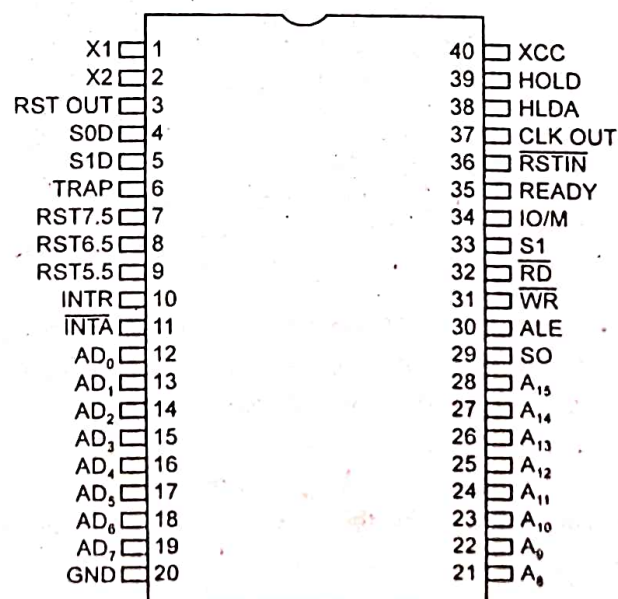 X1 1
X2 2
RST OUT 3
S0D 4
S1D 5
TRAP 6
RST7.5 7
RST6.5 8
RST5.5 9
INTR 10
INTA 11
AD0 12
AD1 13
AD2 14
AD3 15
AD4 16
AD5 17
AD6 18
AD7 19
GND 20
40 XCC
39 HOLD
38 HLDA
37 CLK OUT
36 RSTIN
35 READY
34 IO/M
33 S1
32 RD
31 WR
30 ALE
29 SO
28 A15
27 A14
26 A13
25 A12
24 A11
23 A10
22 A9
21 A8